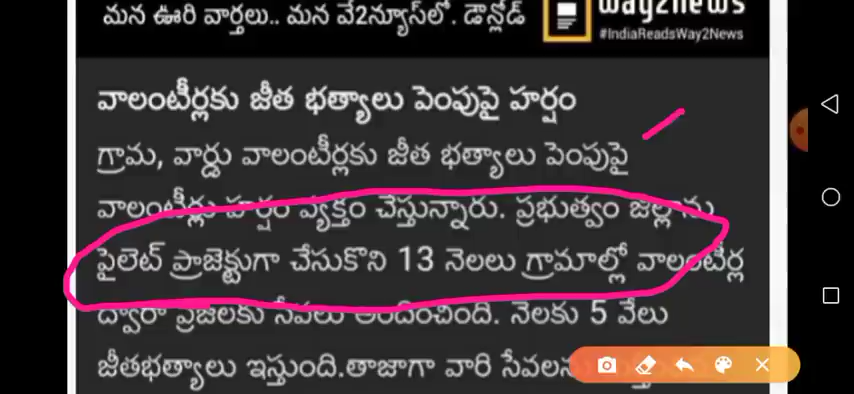 మన ఊరి వార్తలు.. మన వే2న్యూస్‌లో. డౌన్లోడ్
way2news
#IndiaReadsWay2News
వాలంటీర్లకు జీత భత్యాలు పెంపుపై హర్షం
గ్రామ, వార్డు వాలంటీర్లకు జీత భత్యాలు పెంపుపై
వాలంటీర్లు హర్షం వ్యక్తం చేస్తున్నారు. ప్రభుత్వం జిల్లాను
పైలెట్ ప్రాజెక్టుగా చేసుకొని 13 నెలలు గ్రామాల్లో వాలంటీర్ల
ద్వారా ప్రజలకు సేవలు అందించింది. నెలకు 5 వేలు
జీతభత్యాలు ఇస్తుంది.తాజాగా వారి